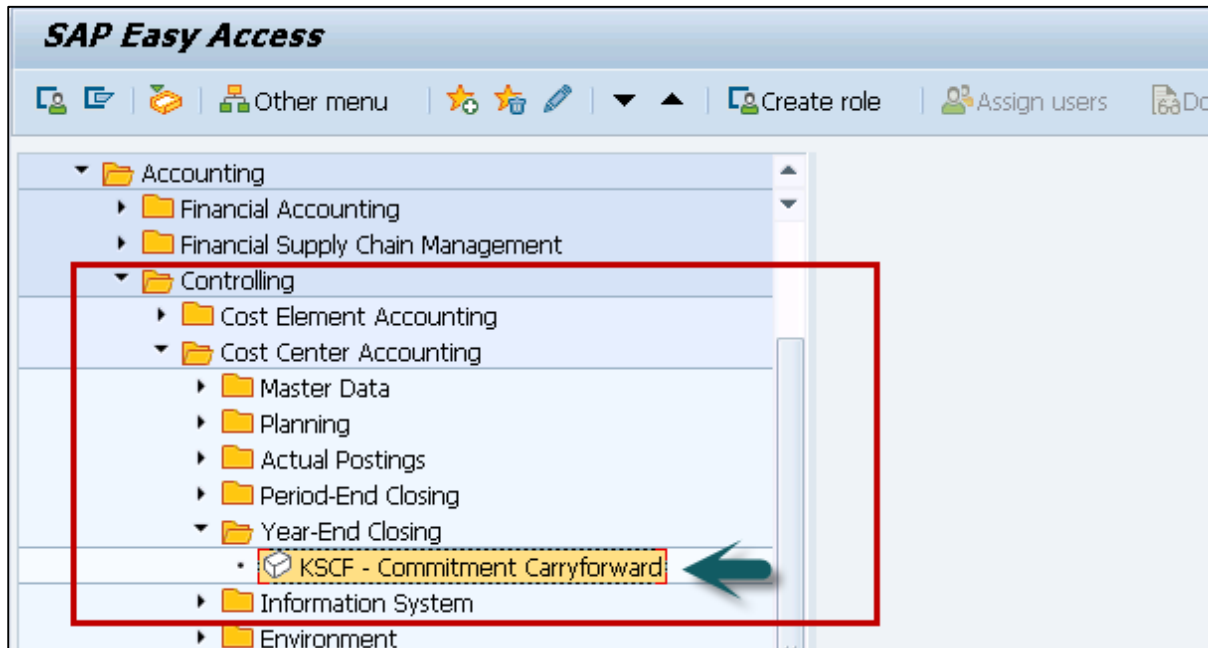 SAP Easy Access
Other menu Create role Assign users Do
Accounting
Financial Accounting
Financial Supply Chain Management
Controlling
Cost Element Accounting
Cost Center Accounting
Master Data
Planning
Actual Postings
Period-End Closing
Year-End Closing
KSCF - Commitment Carryforward
Information System
Environment